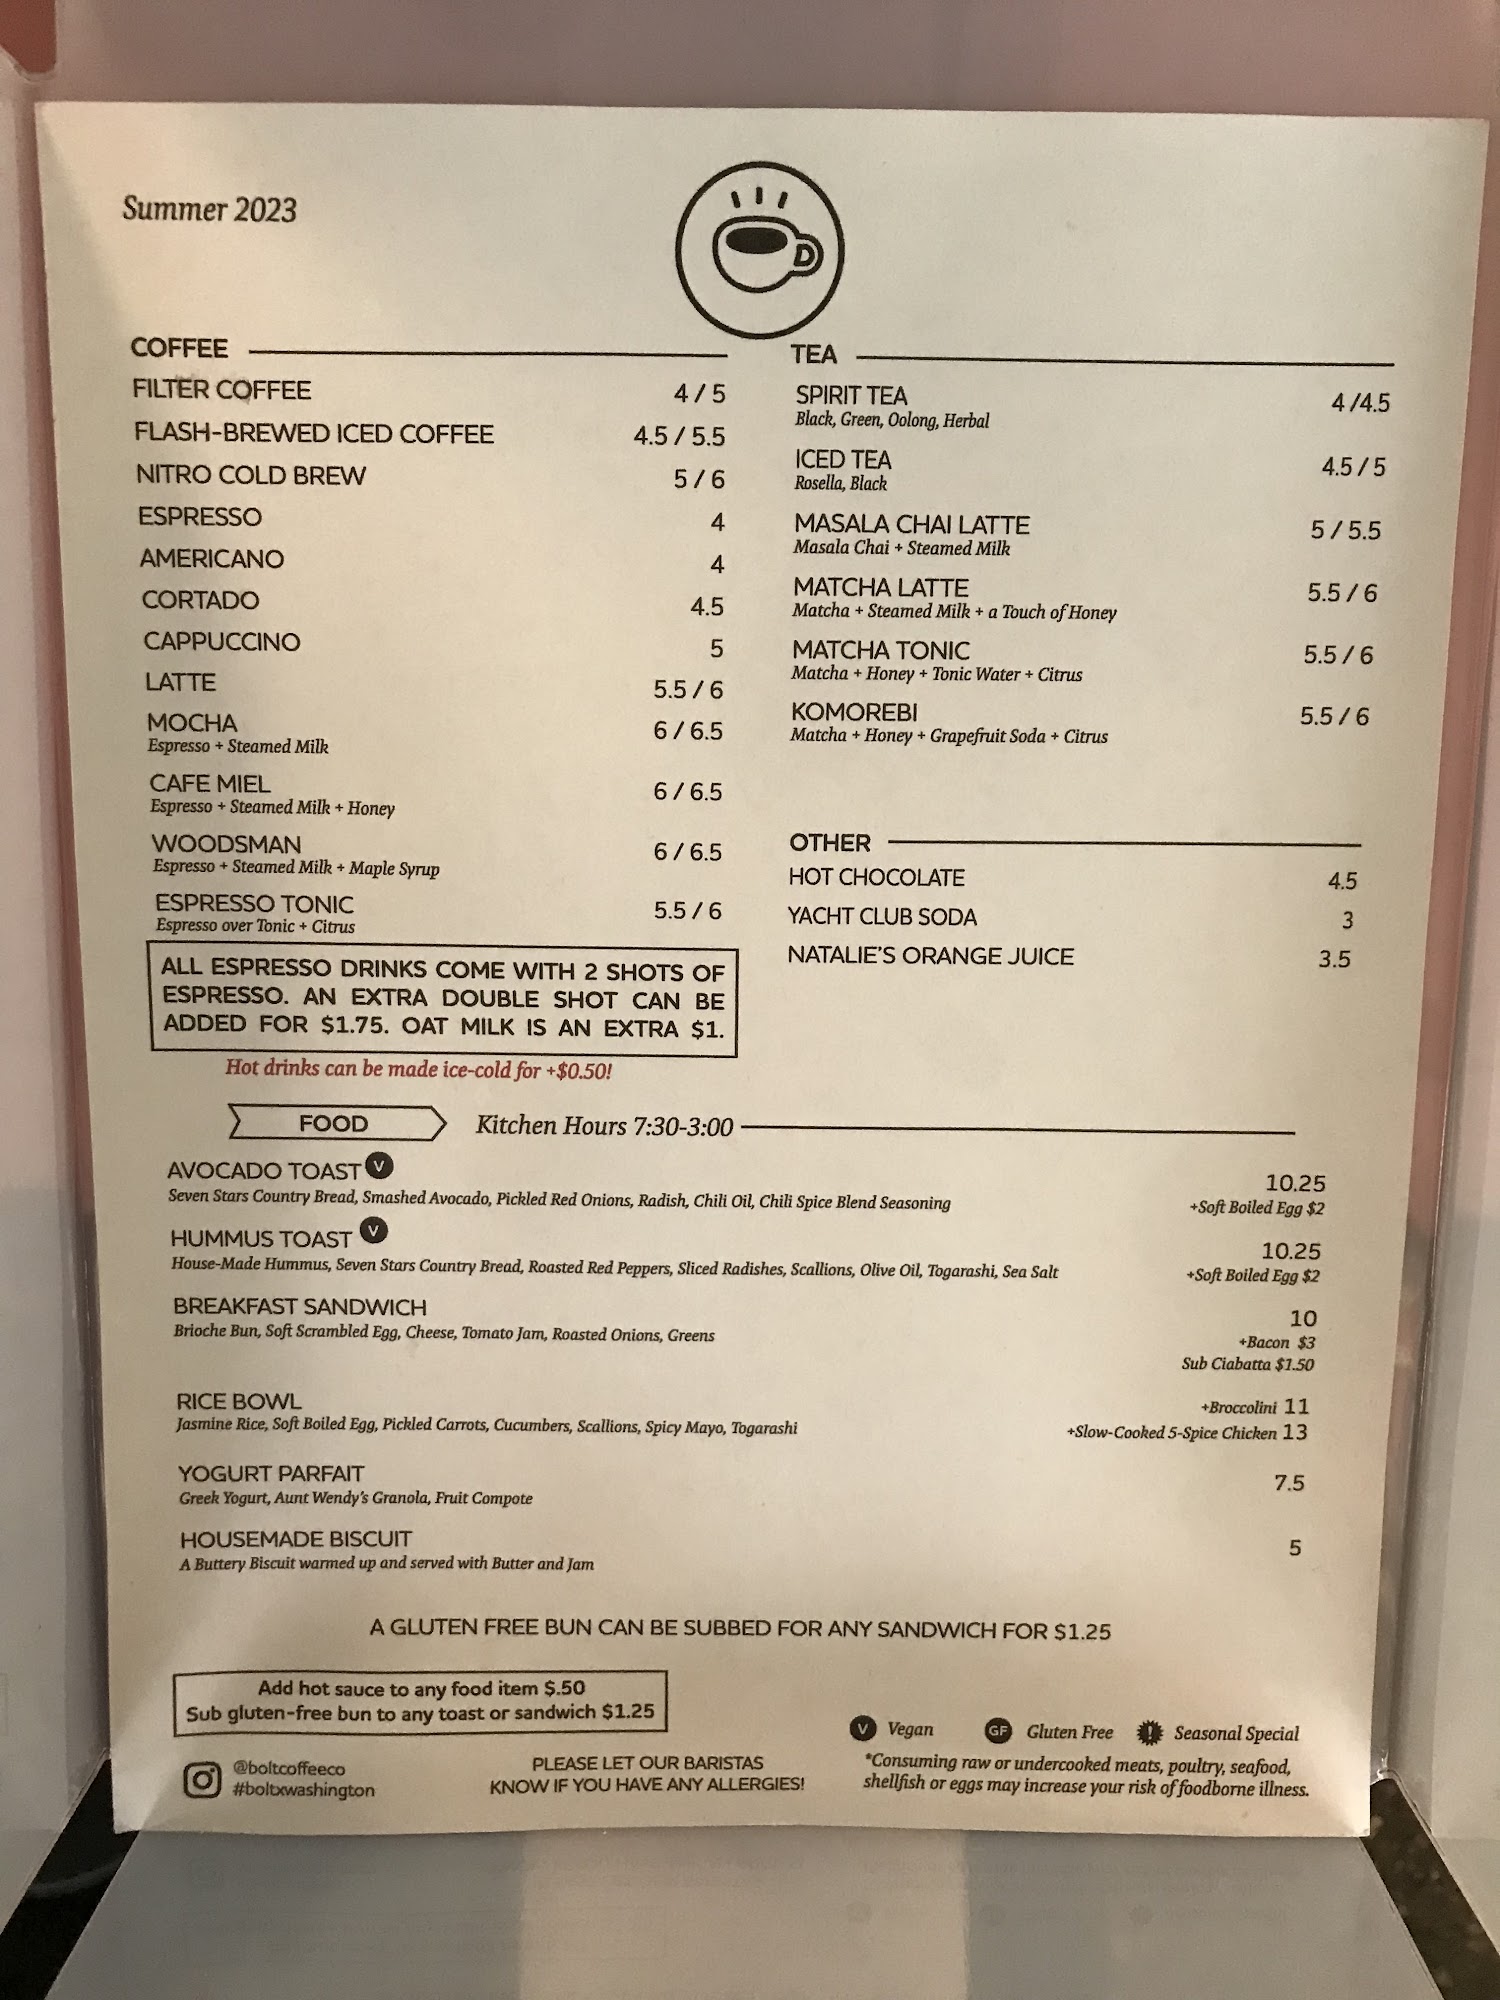 Summer 2023
COFFEE
FILTER COFFEE 4 / 5
FLASH-BREWED ICED COFFEE 4.5 / 5.5
NITRO COLD BREW 5 / 6
ESPRESSO 4
AMERICANO 4
CORTADO 4.5
CAPPUCCINO 5
LATTE 5.5 / 6
MOCHA 6 / 6.5
Espresso + Steamed Milk
CAFE MIEL 6 / 6.5
Espresso + Steamed Milk + Honey
WOODSMAN 6 / 6.5
Espresso + Steamed Milk + Maple Syrup
ESPRESSO TONIC 5.5 / 6
Espresso over Tonic + Citrus
ALL ESPRESSO DRINKS COME WITH 2 SHOTS OF
ESPRESSO. AN EXTRA DOUBLE SHOT CAN BE
ADDED FOR $1.75. OAT MILK IS AN EXTRA $1.
Hot drinks can be made ice-cold for +$0.50!
TEA
SPIRIT TEA 4 /4.5
Black, Green, Oolong, Herbal
ICED TEA 4.5 / 5
Rosella, Black
MASALA CHAI LATTE 5 / 5.5
Masala Chai + Steamed Milk
MATCHA LATTE 5.5 / 6
Matcha + Steamed Milk + a Touch of Honey
MATCHA TONIC 5.5 / 6
Matcha + Honey + Tonic Water + Citrus
KOMOREBI 5.5 / 6
Matcha + Honey + Grapefruit Soda + Citrus
OTHER
HOT CHOCOLATE 4.5
YACHT CLUB SODA 3
NATALIE'S ORANGE JUICE 3.5
FOOD Kitchen Hours 7:30-3:00
AVOCADO TOAST V 10.25
Seven Stars Country Bread, Smashed Avocado, Pickled Red Onions, Radish, Chili Oil, Chili Spice Blend Seasoning +Soft Boiled Egg $2
HUMMUS TOAST V 10.25
House-Made Hummus, Seven Stars Country Bread, Roasted Red Peppers, Sliced Radishes, Scallions, Olive Oil, Togarashi, Sea Salt +Soft Boiled Egg $2
BREAKFAST SANDWICH 10
Brioche Bun, Soft Scrambled Egg, Cheese, Tomato Jam, Roasted Onions, Greens +Bacon $3
Sub Ciabatta $1.50
RICE BOWL +Broccolini 11
Jasmine Rice, Soft Boiled Egg, Pickled Carrots, Cucumbers, Scallions, Spicy Mayo, Togarashi +Slow-Cooked 5-Spice Chicken 13
YOGURT PARFAIT 7.5
Greek Yogurt, Aunt Wendy's Granola, Fruit Compote
HOUSEMADE BISCUIT 5
A Buttery Biscuit warmed up and served with Butter and Jam
A GLUTEN FREE BUN CAN BE SUBBED FOR ANY SANDWICH FOR $1.25
Add hot sauce to any food item $.50
Sub gluten-free bun to any toast or sandwich $1.25
V Vegan GF Gluten Free ! Seasonal Special
@boltcoffeeco
#boltxwashington
PLEASE LET OUR BARISTAS
KNOW IF YOU HAVE ANY ALLERGIES!
*Consuming raw or undercooked meats, poultry, seafood,
shellfish or eggs may increase your risk of foodborne illness.